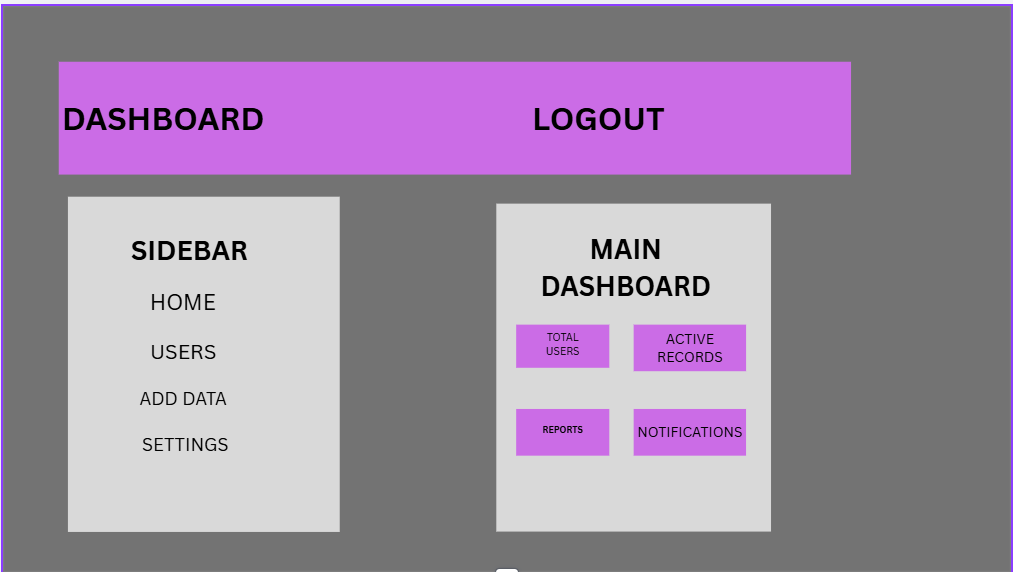 DASHBOARD
LOGOUT
SIDEBAR
HOME
USERS
ADD DATA
SETTINGS
MAIN
DASHBOARD
TOTAL
USERS
ACTIVE
RECORDS
REPORTS
NOTIFICATIONS